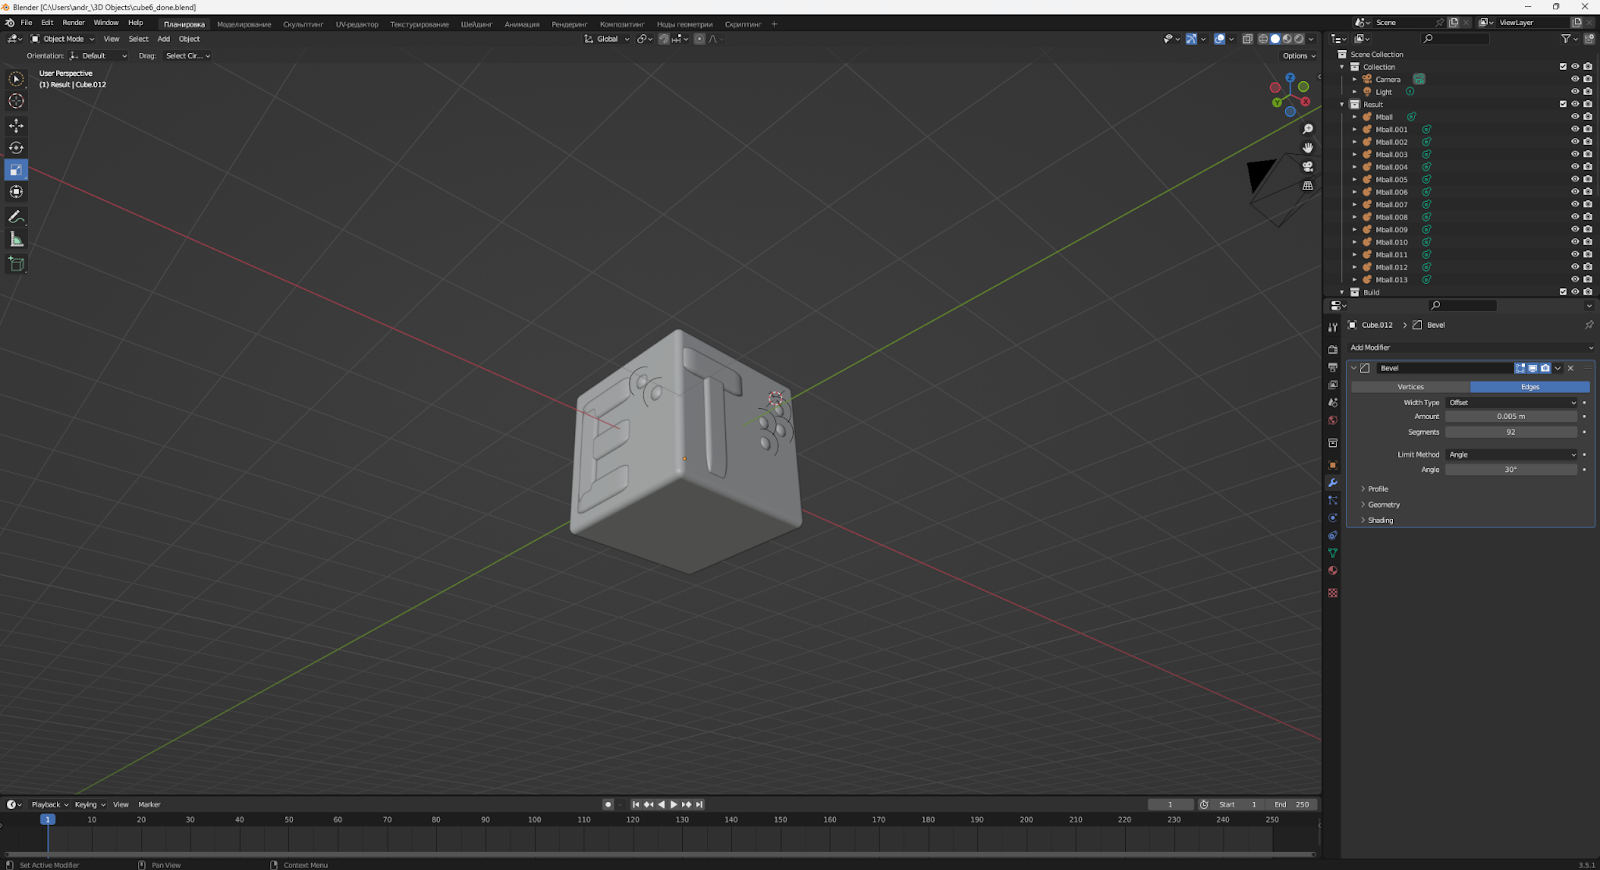 Blender [C:\Users\andr_\3D Objects\cube6_done.blend]
File Edit Render Window Help Планировка Моделирование Скульптинг UV-редактор Текстурирование Шейдинг Анимация Рендеринг Композитинг Ноды геометрии Скриптинг + Scene ViewLayer
Object Mode View Select Add Object Global
Orientation: Default Drag: Select Cir... Options
User Perspective
(1) Result | Cube.012
Z
X
Y
E
T
Scene Collection
Collection
Camera
Light
Result
Mball
Mball.001
Mball.002
Mball.003
Mball.004
Mball.005
Mball.006
Mball.007
Mball.008
Mball.009
Mball.010
Mball.011
Mball.012
Mball.013
Build
Cube.012 > Bevel
Add Modifier
Bevel
Vertices Edges
Width Type Offset
Amount 0.005 m
Segments 92
Limit Method Angle
Angle 30°
Profile
Geometry
Shading
Playback Keying View Marker 1 Start 1 End 250
1 10 20 30 40 50 60 70 80 90 100 110 120 130 140 150 160 170 180 190 200 210 220 230 240 250
Set Active Modifier Pan View Context Menu 3.5.1